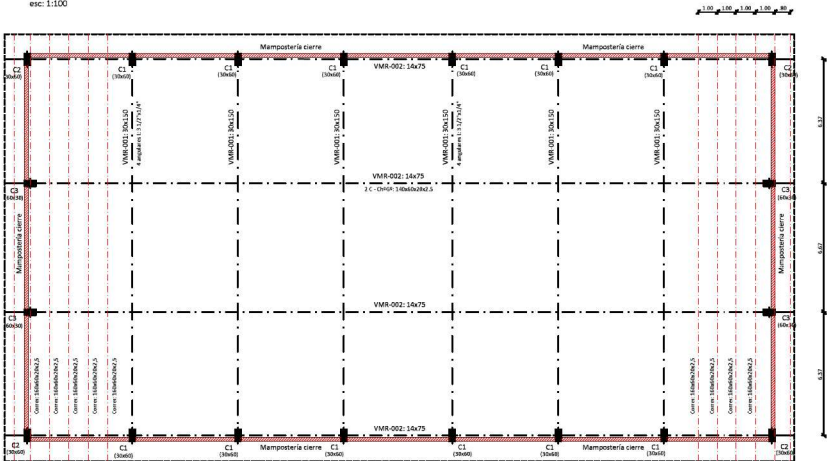 esc: 1:100
1.00 1.00 1.00 1.00 .80
Mampostería cierre
Mampostería cierre
C2
(30x60)
C1
(30x60)
C1
(30x60)
C1
(30x60)
VMR-002: 14x75
C1
(30x60)
C1
(30x60)
C1
(30x60)
C2
(30x60)
VMR-001: 30x150
4 angulares L: 3 1/2"x1/4"
VMR-001: 30x150
VMR-001: 30x150
VMR-001: 30x150
4 angulares L: 3 1/2"x1/4"
VMR-001: 30x150
VMR-001: 30x150
6.37
C3
(60x30)
VMR-002: 14x75
2 C - ChºGº: 140x60x20x2,5
C3
(60x30)
Mampostería cierre
Mampostería cierre
6.67
C3
(60x30)
VMR-002: 14x75
C3
(60x30)
Correa: 160x60x20x2,5
Correa: 160x60x20x2,5
Correa: 160x60x20x2,5
Correa: 160x60x20x2,5
Correa: 160x60x20x2,5
Correa: 160x60x20x2,5
Correa: 160x60x20x2,5
Correa: 160x60x20x2,5
Correa: 160x60x20x2,5
6.37
VMR-002: 14x75
C2
(30x60)
C1
(30x60)
C1
(30x60)
Mampostería cierre
C1
(30x60)
C1
(30x60)
C1
(30x60)
Mampostería cierre
C1
(30x60)
C2
(30x60)